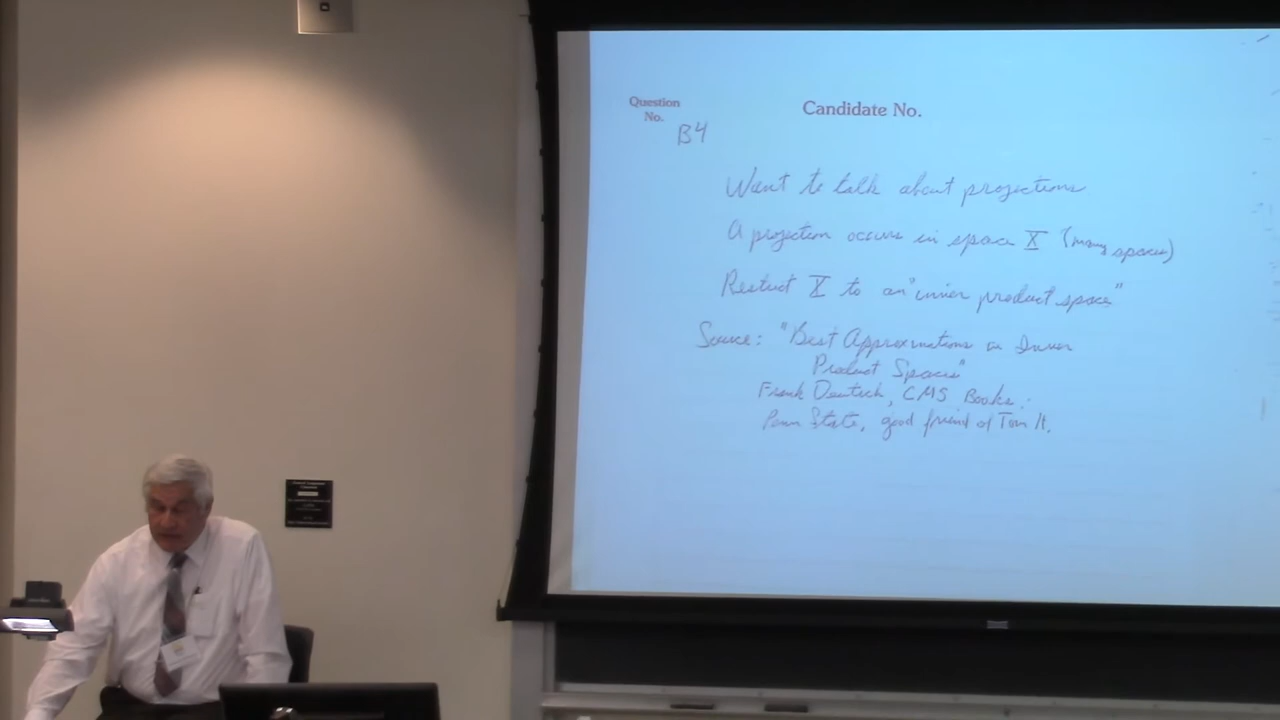 Question
No.
B4
Candidate No.
Want to talk about projections
A projection occurs in space X (many spaces)
Restrict X to an "inner product space"
Source: "Best Approximations in Inner
Product Spaces"
Frank Deutsch, CMS Books:
Penn State, good friend of Tom H.